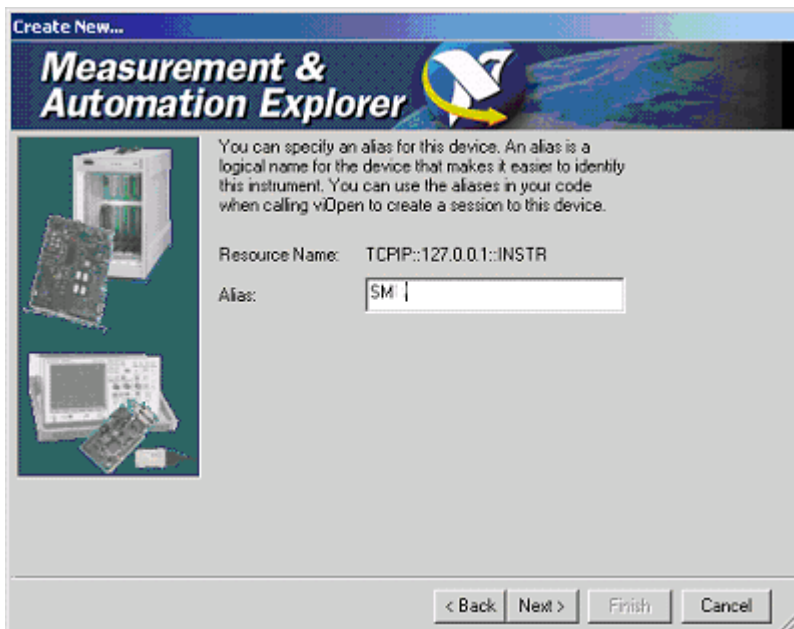 Create New...
Measurement &
Automation Explorer
You can specify an alias for this device. An alias is a
logical name for the device that makes it easier to identify
this instrument. You can use the aliases in your code
when calling viOpen to create a session to this device.
Resource Name: TCPIP::127.0.0.1::INSTR
Alias:
< Back Next > Finish Cancel